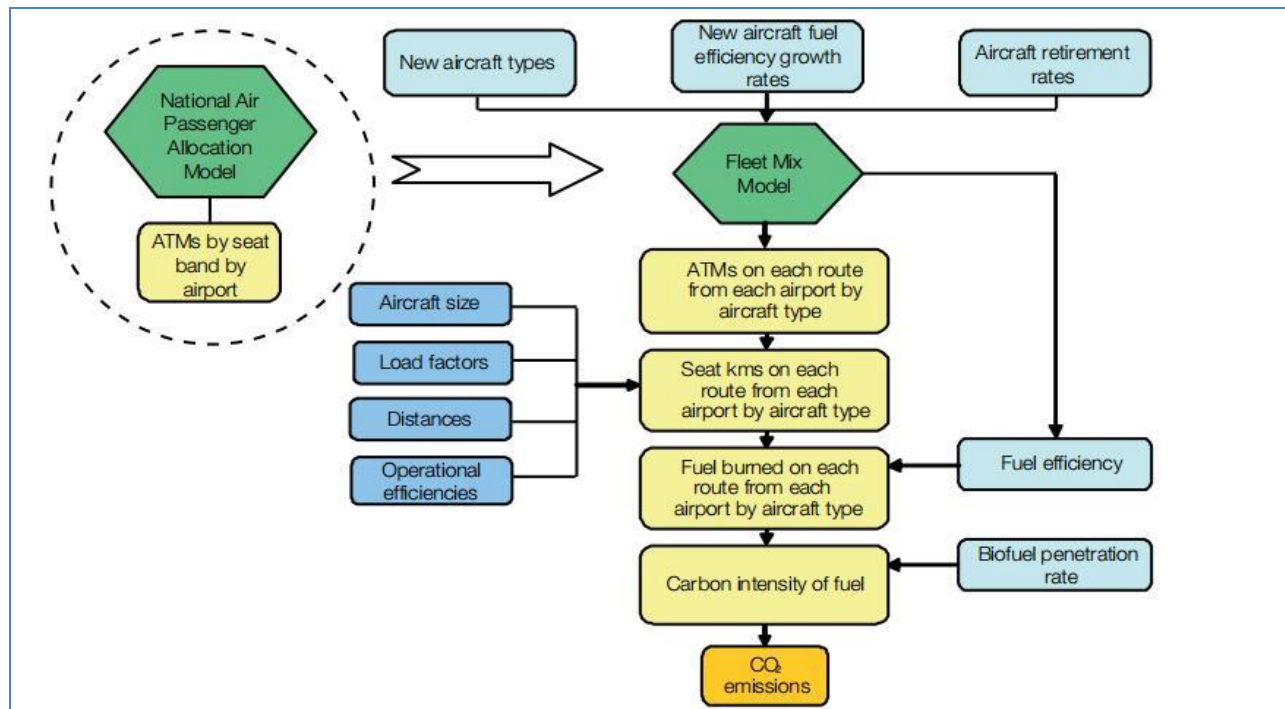 National Air
Passenger
Allocation
Model
ATMs by seat
band by
airport
New aircraft types
New aircraft fuel
efficiency growth
rates
Aircraft retirement
rates
Fleet Mix
Model
ATMs on each route
from each airport by
aircraft type
Aircraft size
Load factors
Distances
Operational
efficiencies
Seat kms on each
route from each
airport by aircraft type
Fuel burned on each
route from each
airport by aircraft type
Fuel efficiency
Carbon intensity of fuel
Biofuel penetration
rate
CO₂
emissions